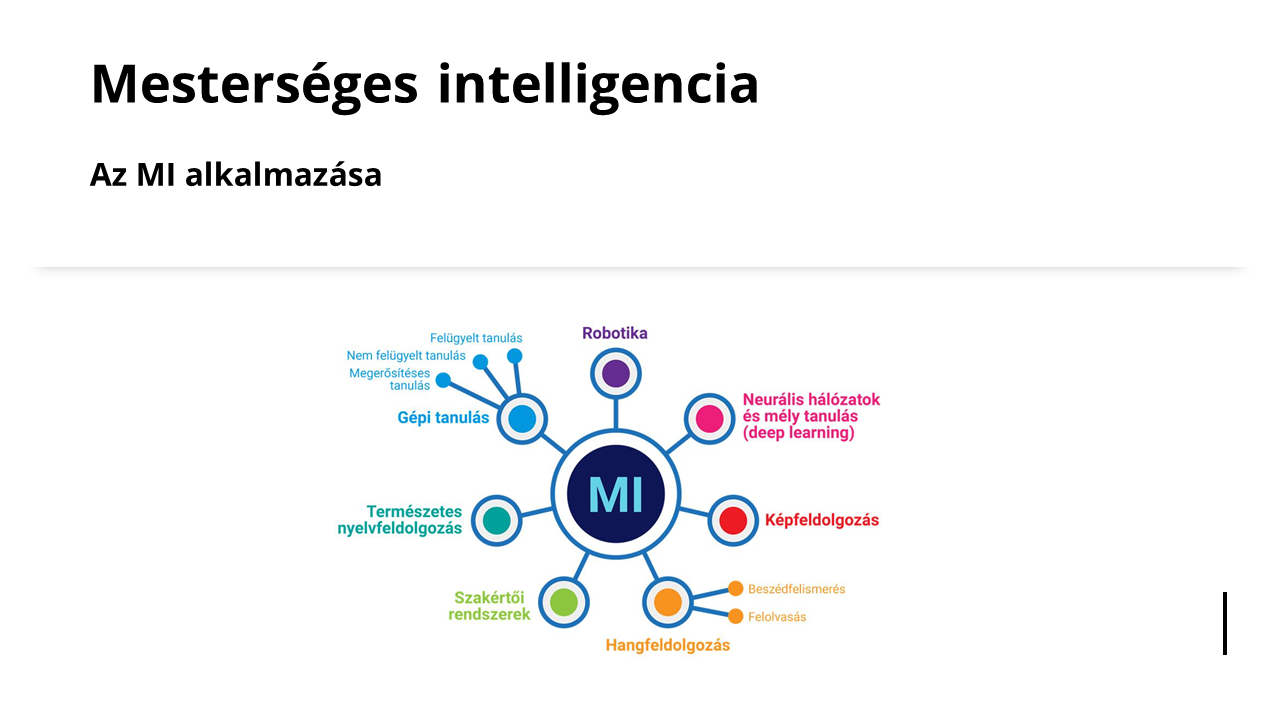 Mesterséges intelligencia
Az MI alkalmazása
Robotika
Felügyelt tanulás
Nem felügyelt tanulás
Megerősítéses
tanulás
Gépi tanulás
Neurális hálózatok
és mély tanulás
(deep learning)
MI
Természetes
nyelvfeldolgozás
Képfeldolgozás
Szakértői
rendszerek
Beszédfelismerés
Felolvasás
Hangfeldolgozás